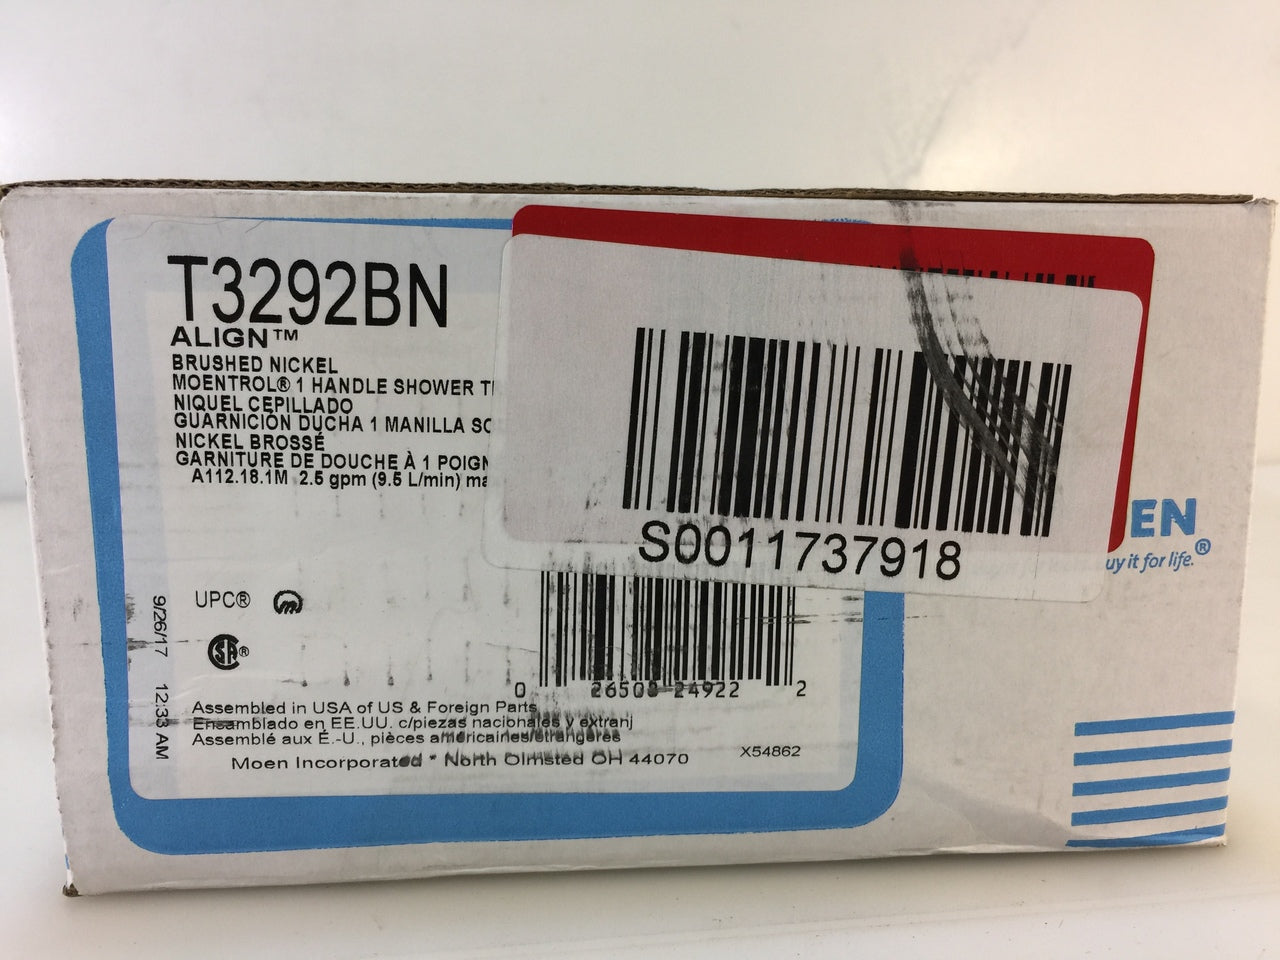 T3292BN
ALIGN™
BRUSHED NICKEL
MOENTROL® 1 HANDLE SHOWER
NIQUEL CEPILLADO
GUARNICIÓN DUCHA 1 MANILLA
NICKEL BROSSÉ
GARNITURE DE DOUCHE À 1 POIGN
A112.18.1M 2.5 gpm (9.5 L/min) ma
S0011737918
EN
uy it for life.®
UPC®
SA®
9/26/17 12:33 AM
0 26508 24922 2
Assembled in USA of US & Foreign Parts
Ensamblado en EE.UU. c/piezas nacionales y extranj
Assemblé aux É.-U., pièces américaines/étrangères
Moen Incorporated * North Olmsted OH 44070
X54862